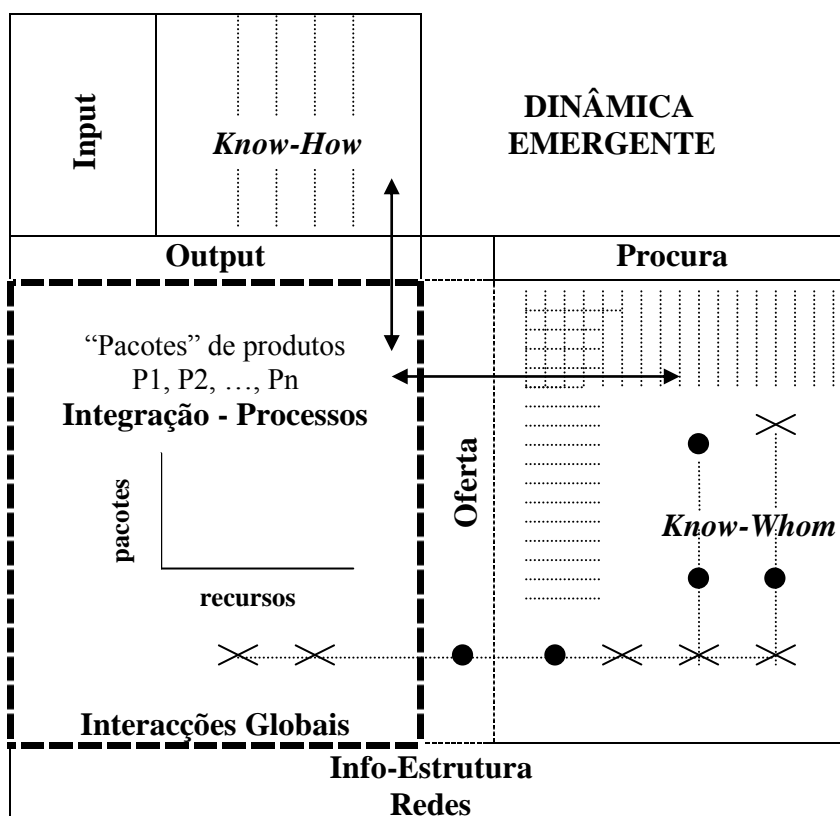 Input
Know-How
DINÂMICA
EMERGENTE
Output
Procura
“Pacotes” de produtos
P1, P2, …, Pn
Integração - Processos
pacotes
recursos
Oferta
Know-Whom
Interacções Globais
Info-Estrutura
Redes